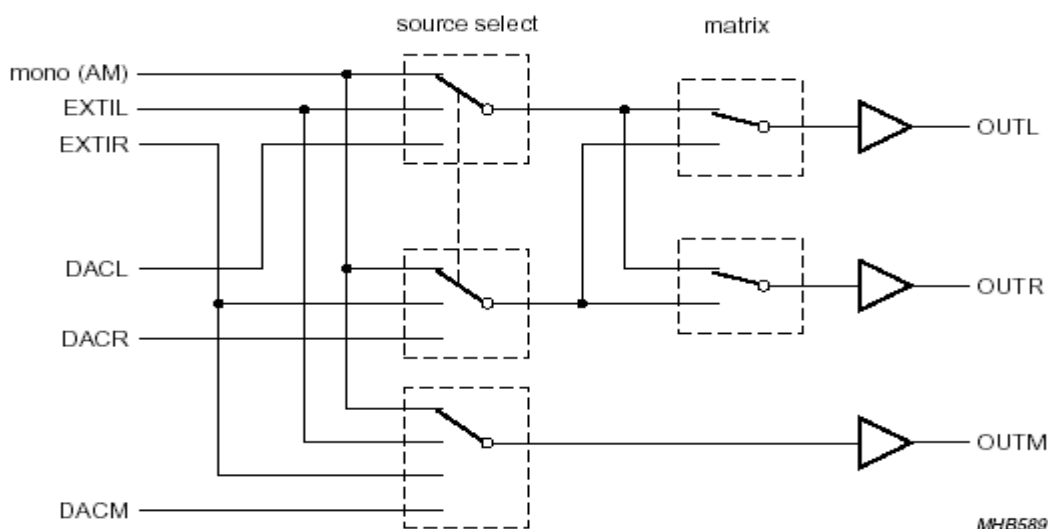 source select
matrix
mono (AM)
EXTIL
EXTIR
OUTL
DACL
OUTR
DACR
OUTM
DACM
MHB589